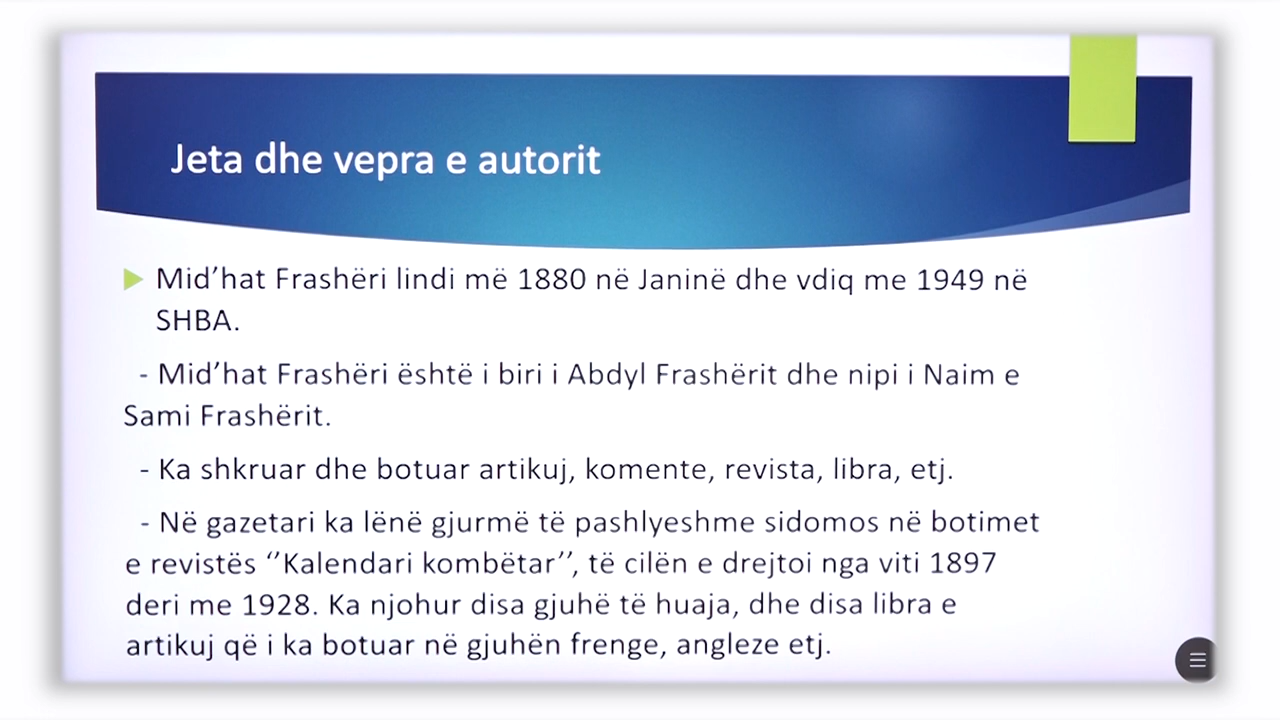 Jeta dhe vepra e autorit
Mid’hat Frashëri lindi më 1880 në Janinë dhe vdiq me 1949 në
SHBA.
- Mid’hat Frashëri është i biri i Abdyl Frashërit dhe nipi i Naim e
Sami Frashërit.
- Ka shkruar dhe botuar artikuj, komente, revista, libra, etj.
- Në gazetari ka lënë gjurmë të pashlyeshme sidomos në botimet
e revistës ‘’Kalendari kombëtar’’, të cilën e drejtoi nga viti 1897
deri me 1928. Ka njohur disa gjuhë të huaja, dhe disa libra e
artikuj që i ka botuar në gjuhën frenge, angleze etj.